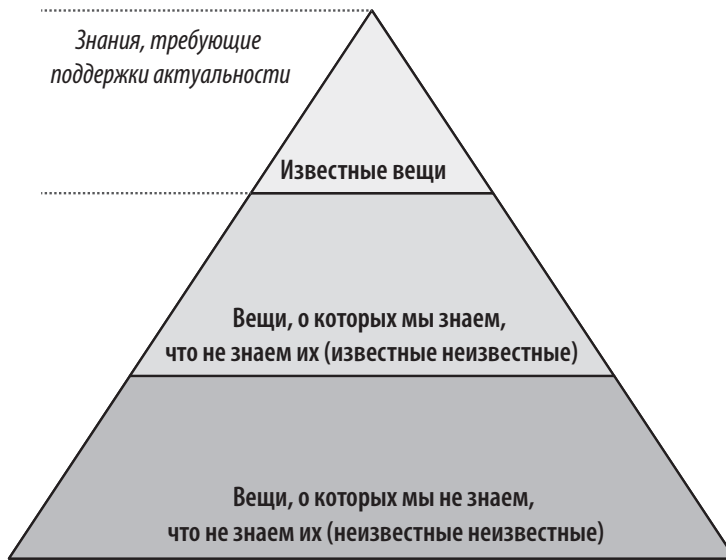 Знания, требующие
поддержки актуальности
Известные вещи
Вещи, о которых мы знаем,
что не знаем их (известные неизвестные)
Вещи, о которых мы не знаем,
что не знаем их (неизвестные неизвестные)